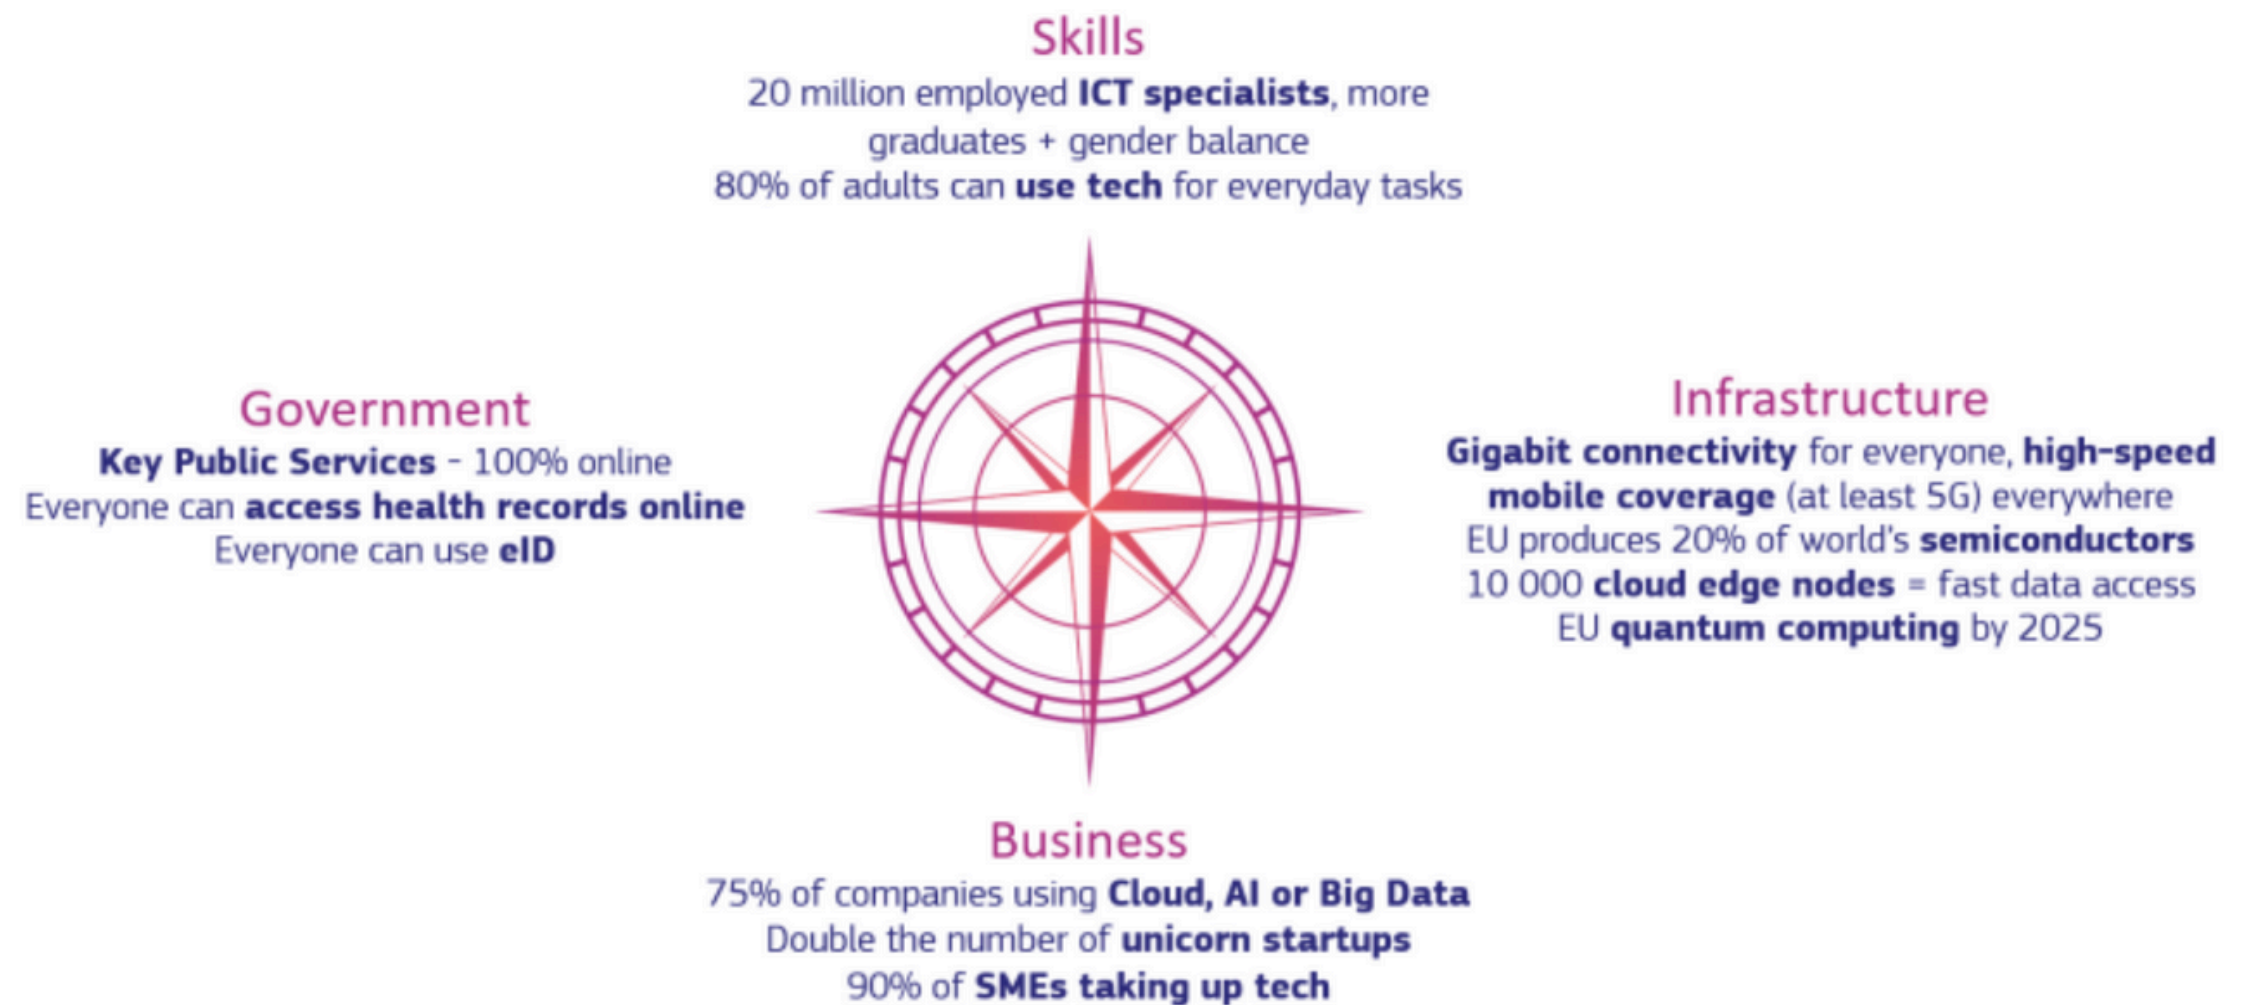 Skills
20 million employed ICT specialists, more
graduates + gender balance
80% of adults can use tech for everyday tasks
Government
Key Public Services - 100% online
Everyone can access health records online
Everyone can use eID
Infrastructure
Gigabit connectivity for everyone, high-speed
mobile coverage (at least 5G) everywhere
EU produces 20% of world's semiconductors
10 000 cloud edge nodes = fast data access
EU quantum computing by 2025
Business
75% of companies using Cloud, AI or Big Data
Double the number of unicorn startups
90% of SMEs taking up tech